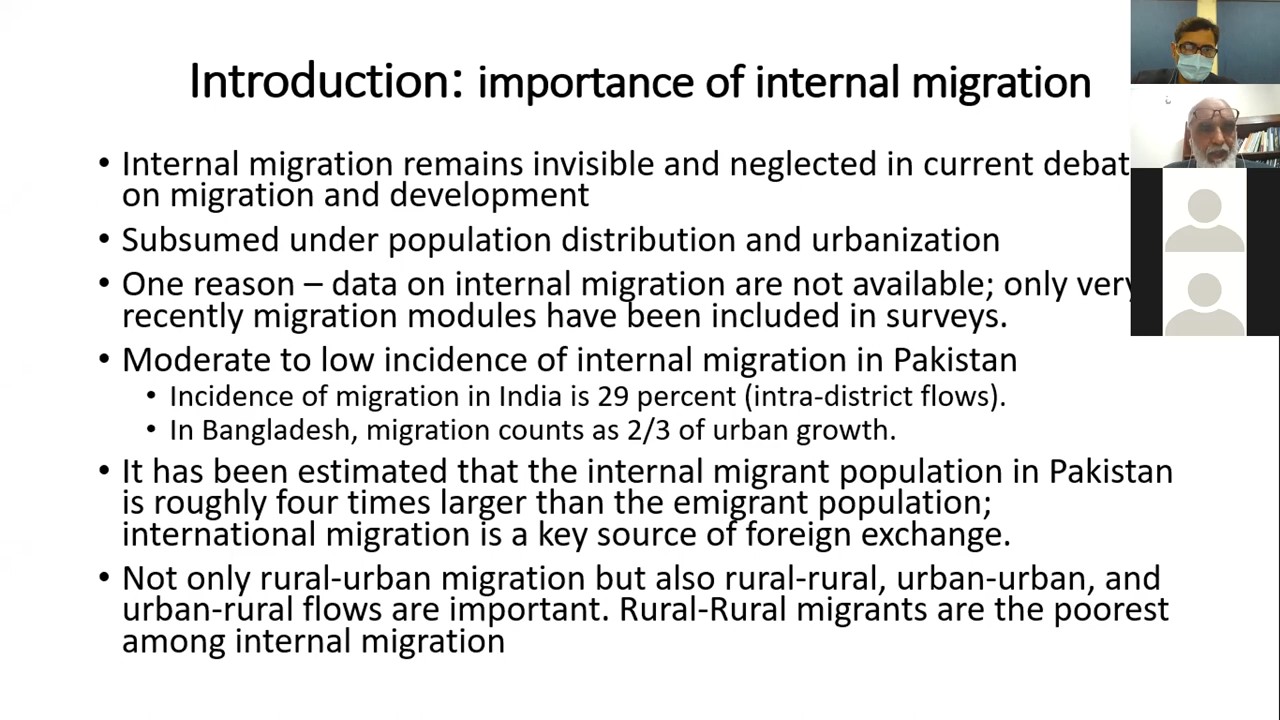 Introduction: importance of internal migration
• Internal migration remains invisible and neglected in current debat
on migration and development
• Subsumed under population distribution and urbanization
• One reason – data on internal migration are not available; only very
recently migration modules have been included in surveys.
• Moderate to low incidence of internal migration in Pakistan
• Incidence of migration in India is 29 percent (intra-district flows).
• In Bangladesh, migration counts as 2/3 of urban growth.
• It has been estimated that the internal migrant population in Pakistan
is roughly four times larger than the emigrant population;
international migration is a key source of foreign exchange.
• Not only rural-urban migration but also rural-rural, urban-urban, and
urban-rural flows are important. Rural-Rural migrants are the poorest
among internal migration